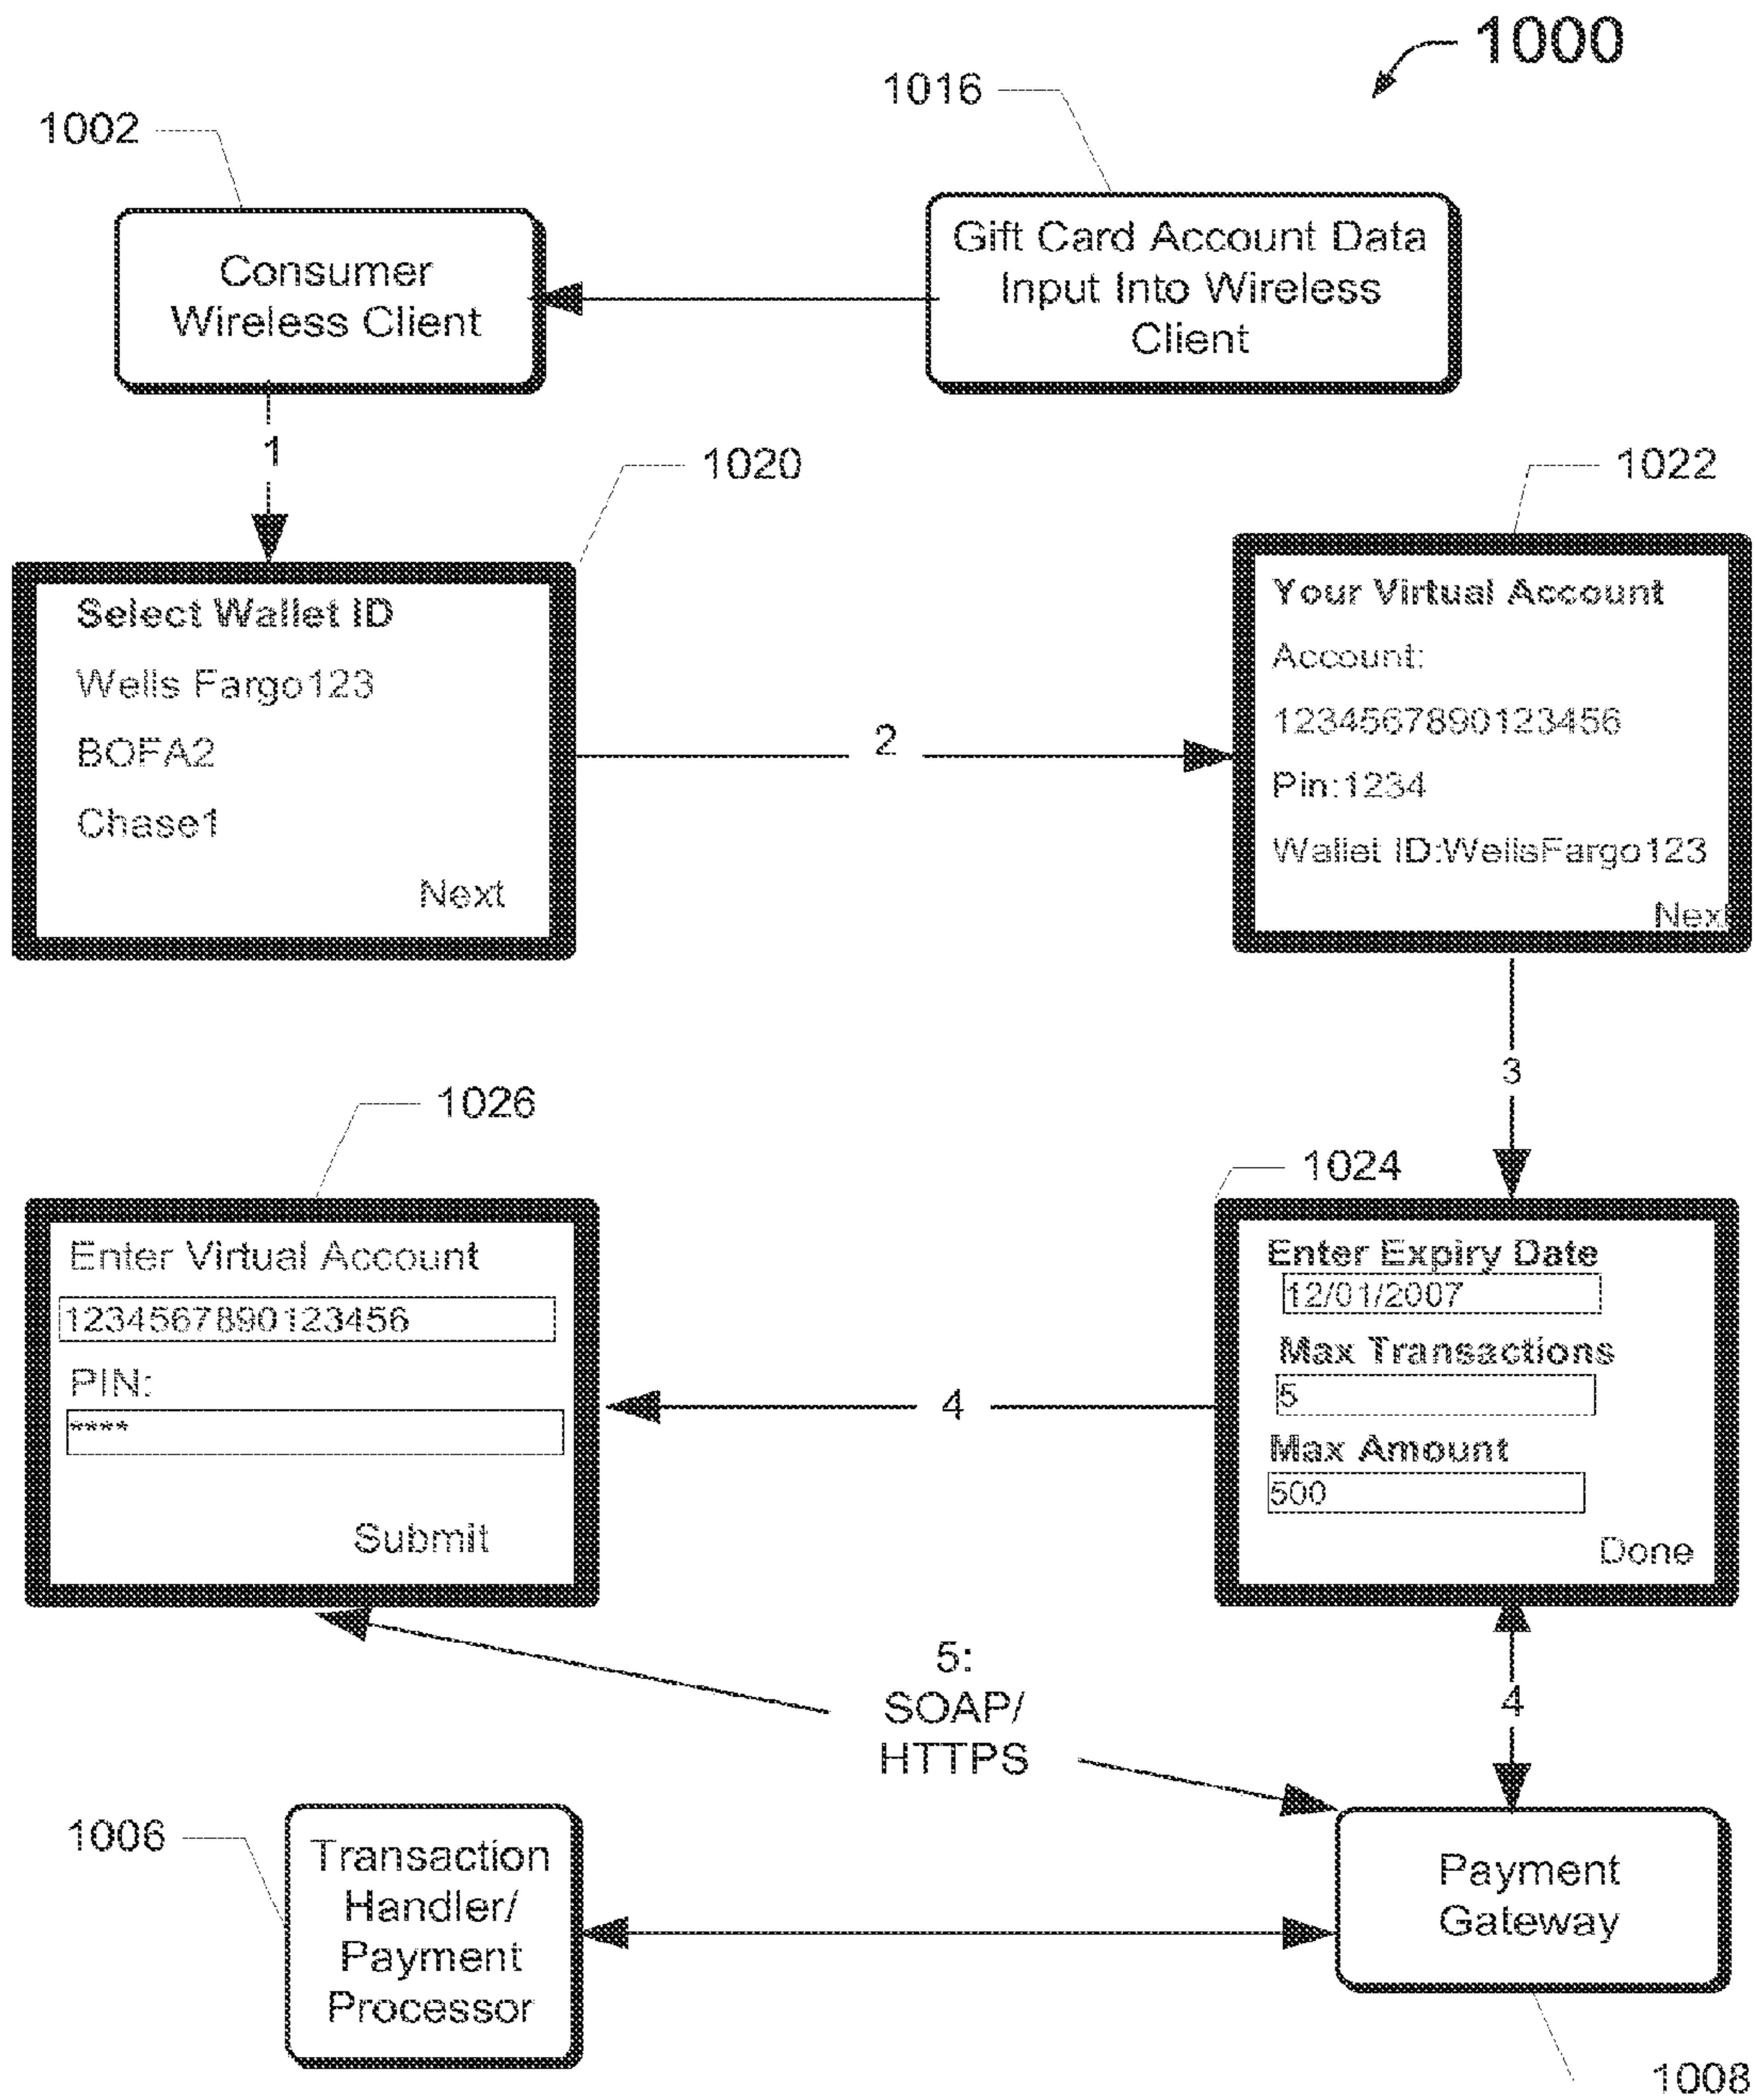 1000
1016
1002
Gift Card Account Data
Input Into Wireless
Client
Consumer
Wireless Client
1
1020
1022
Select Wallet ID
Wells Fargo123
BOFA2
Chase1
Next
2
Your Virtual Account
Account:
1234567890123456
Pin:1234
Wallet ID:WellsFargo123
Next
3
1026
1024
Enter Virtual Account
1234567890123456
PIN:
****
Submit
4
Enter Expiry Date
12/01/2007
Max Transactions
5
Max Amount
500
Done
5:
SOAP/
HTTPS
4
1006
Transaction
Handler/
Payment
Processor
Payment
Gateway
1008